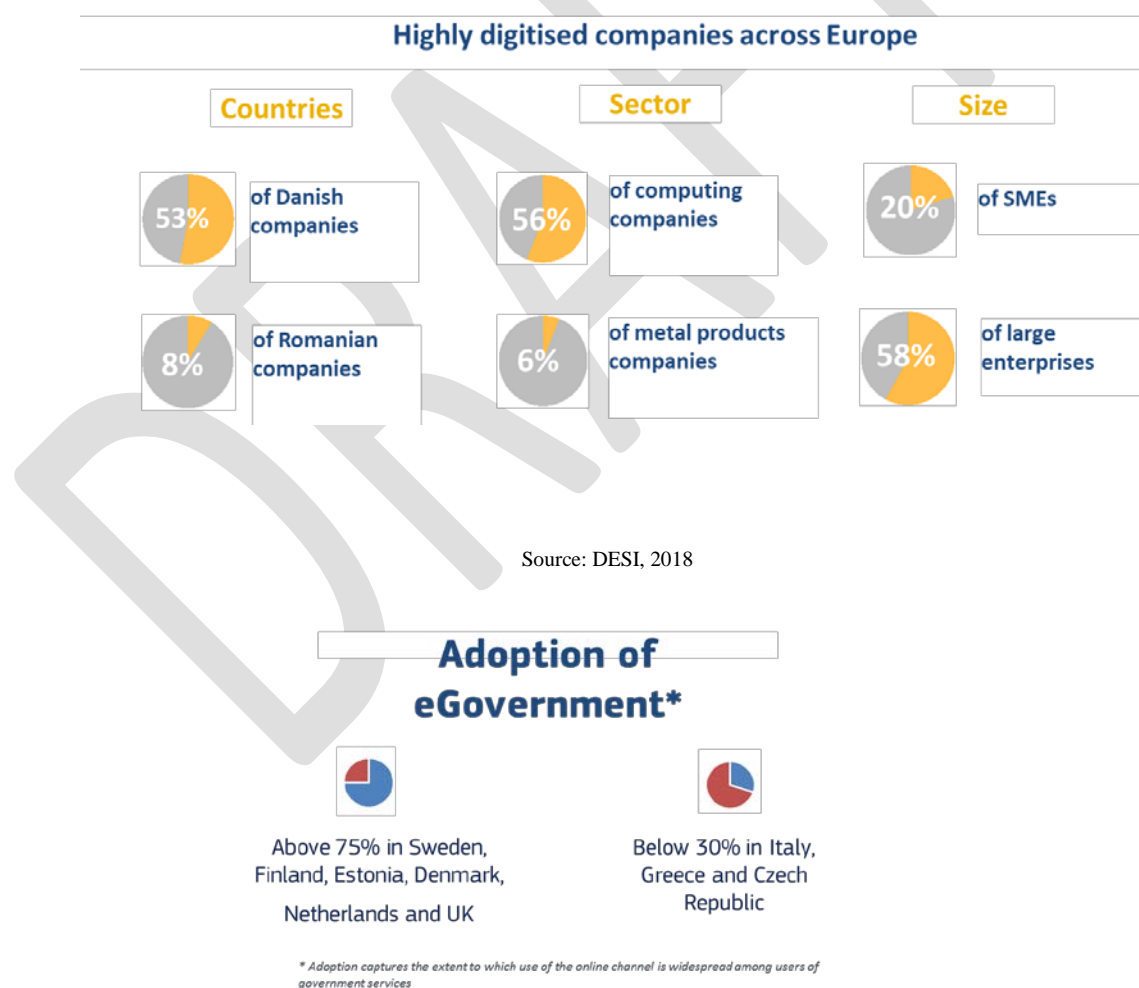 Highly digitised companies across Europe
Countries
Sector
Size
53%
of Danish
companies
56%
of computing
companies
20%
of SMEs
8%
of Romanian
companies
6%
of metal products
companies
58%
of large
enterprises
Source: DESI, 2018
Adoption of
eGovernment*
Above 75% in Sweden,
Finland, Estonia, Denmark,
Netherlands and UK
Below 30% in Italy,
Greece and Czech
Republic
* Adoption captures the extent to which use of the online channel is widespread among users of
government services
DRAFT